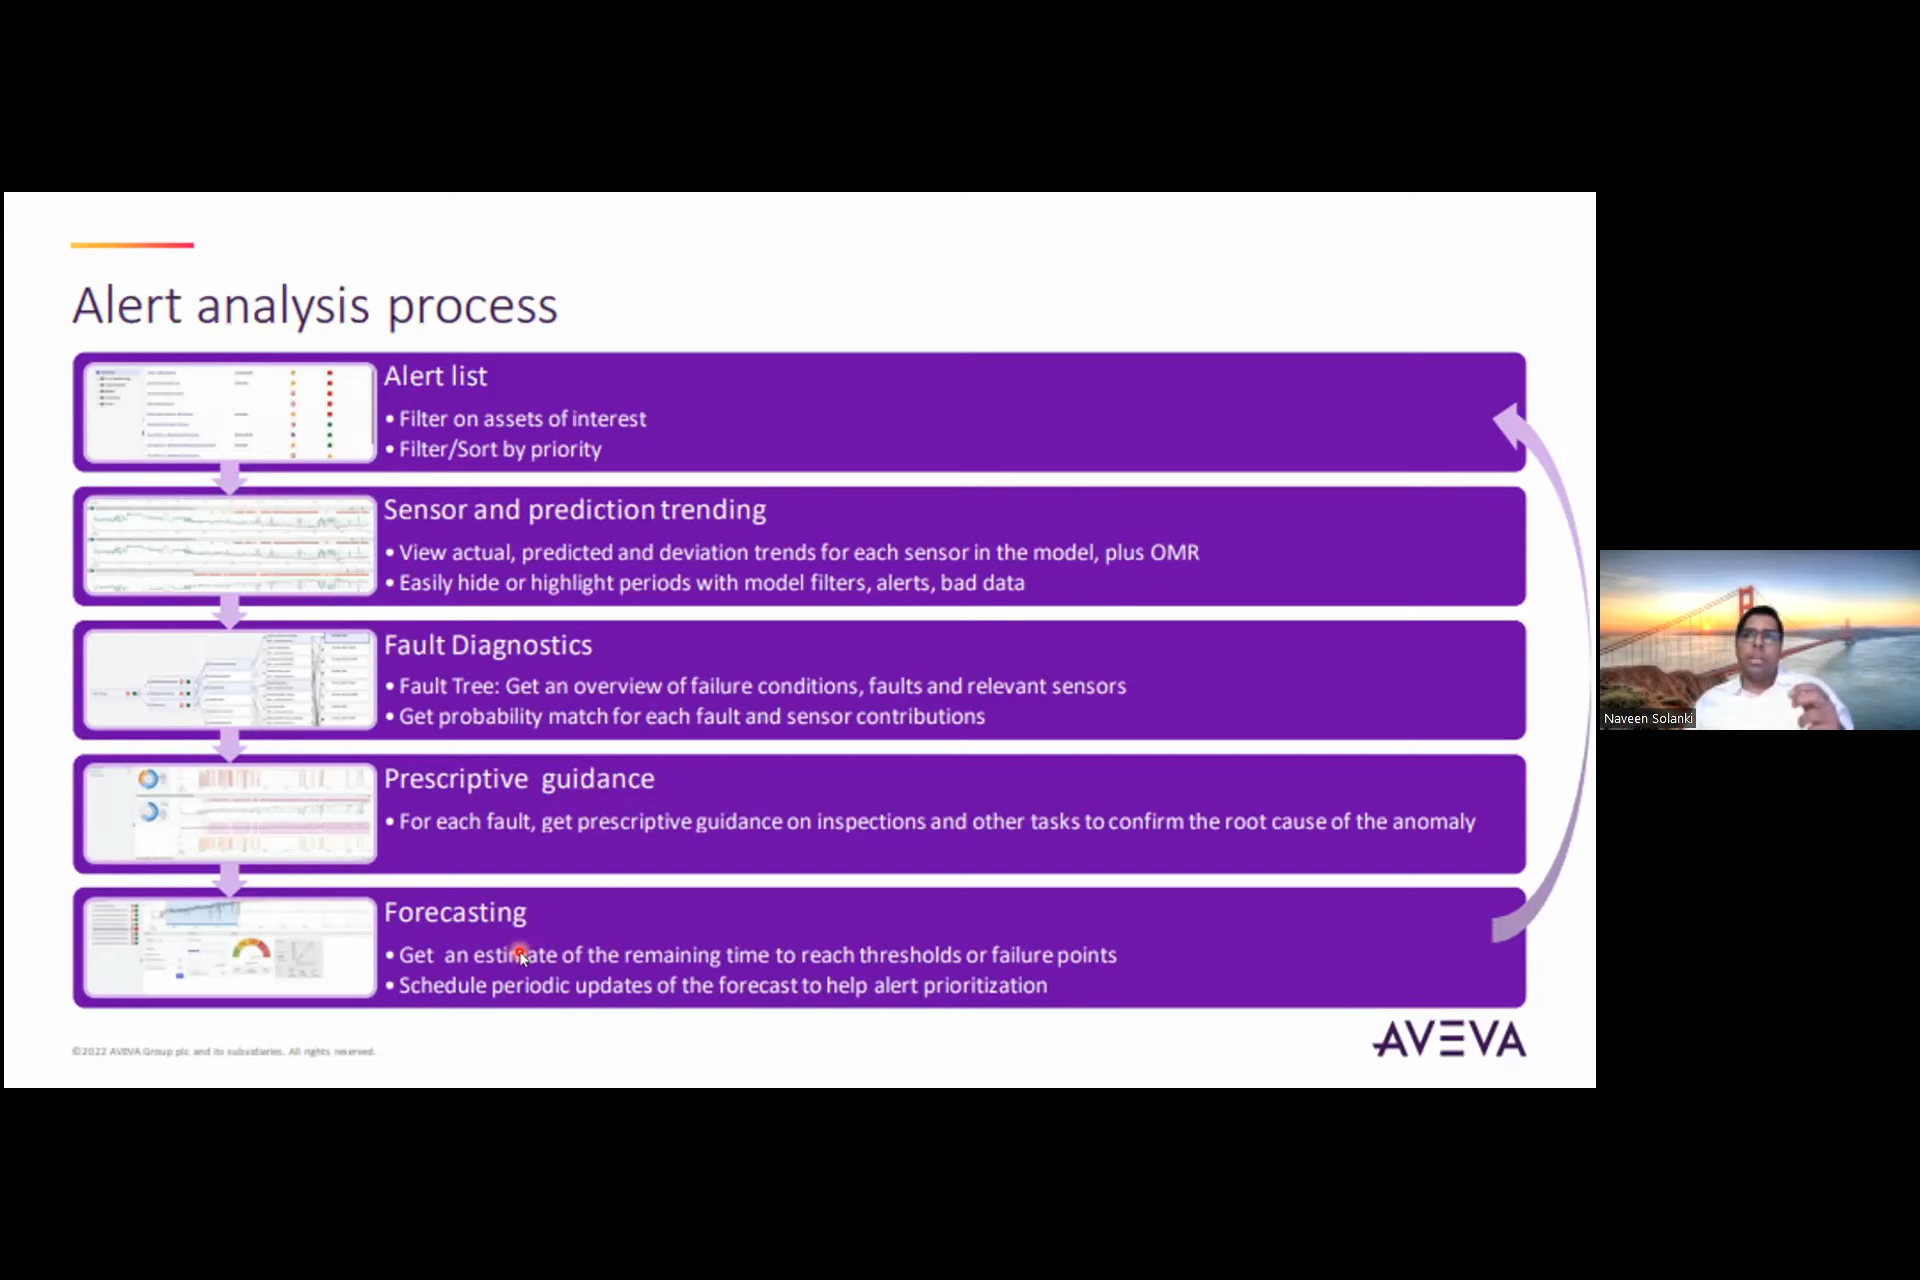 Alert analysis process
Alert list
• Filter on assets of interest
• Filter/Sort by priority
Sensor and prediction trending
• View actual, predicted and deviation trends for each sensor in the model, plus OMR
• Easily hide or highlight periods with model filters, alerts, bad data
Fault Diagnostics
• Fault Tree: Get an overview of failure conditions, faults and relevant sensors
• Get probability match for each fault and sensor contributions
Prescriptive guidance
• For each fault, get prescriptive guidance on inspections and other tasks to confirm the root cause of the anomaly
Forecasting
• Get an estimate of the remaining time to reach thresholds or failure points
• Schedule periodic updates of the forecast to help alert prioritization
©2022 AVEVA Group plc and its subsidiaries. All rights reserved.
AVEVA
Naveen Solanki